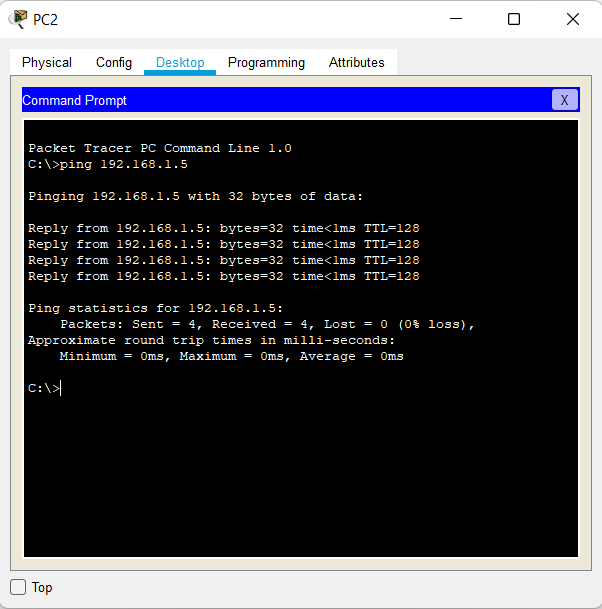 PC2
Physical Config Desktop Programming Attributes
Command Prompt X
Packet Tracer PC Command Line 1.0
C:\>ping 192.168.1.5
Pinging 192.168.1.5 with 32 bytes of data:
Reply from 192.168.1.5: bytes=32 time<1ms TTL=128
Reply from 192.168.1.5: bytes=32 time<1ms TTL=128
Reply from 192.168.1.5: bytes=32 time<1ms TTL=128
Reply from 192.168.1.5: bytes=32 time<1ms TTL=128
Ping statistics for 192.168.1.5:
Packets: Sent = 4, Received = 4, Lost = 0 (0% loss),
Approximate round trip times in milli-seconds:
Minimum = 0ms, Maximum = 0ms, Average = 0ms
C:\>
Top